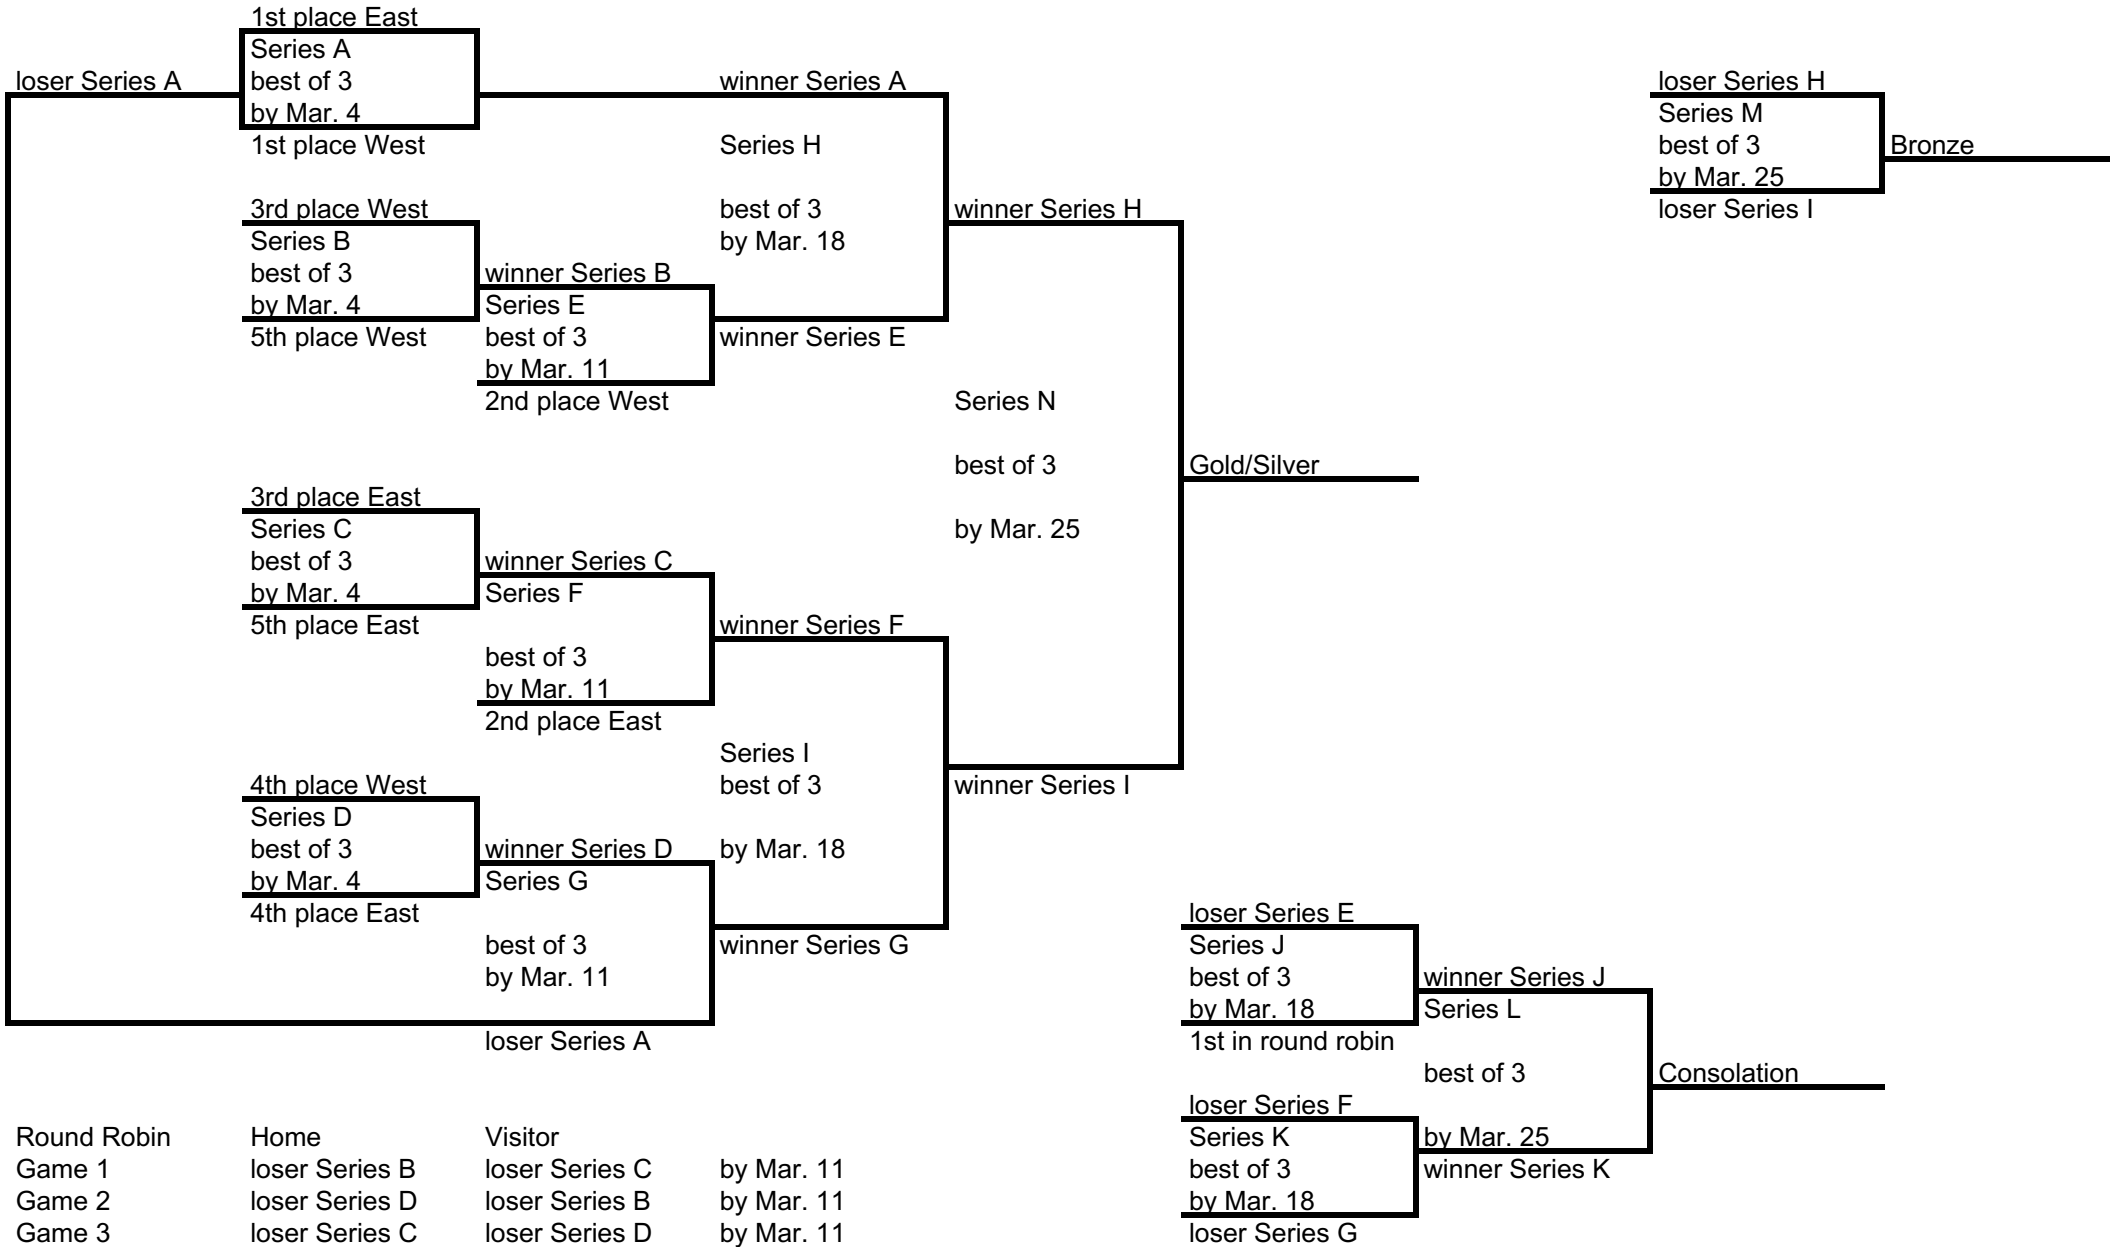 1st place East
Series A
loser Series A
best of 3
winner Series A
loser Series H
by Mar. 4
Series M
1st place West
Series H
best of 3
Bronze
by Mar. 25
3rd place West
best of 3
winner Series H
loser Series I
Series B
by Mar. 18
best of 3
winner Series B
by Mar. 4
Series E
5th place West
best of 3
winner Series E
by Mar. 11
2nd place West
Series N
best of 3
Gold/Silver
3rd place East
Series C
by Mar. 25
best of 3
winner Series C
by Mar. 4
Series F
5th place East
winner Series F
best of 3
by Mar. 11
2nd place East
Series I
4th place West
best of 3
winner Series I
Series D
best of 3
winner Series D
by Mar. 18
by Mar. 4
Series G
4th place East
loser Series E
best of 3
winner Series G
Series J
by Mar. 11
best of 3
winner Series J
by Mar. 18
Series L
loser Series A
1st in round robin
best of 3
Consolation
loser Series F
Round Robin
Home
Visitor
Series K
by Mar. 25
Game 1
loser Series B
loser Series C
by Mar. 11
best of 3
winner Series K
Game 2
loser Series D
loser Series B
by Mar. 11
by Mar. 18
Game 3
loser Series C
loser Series D
by Mar. 11
loser Series G